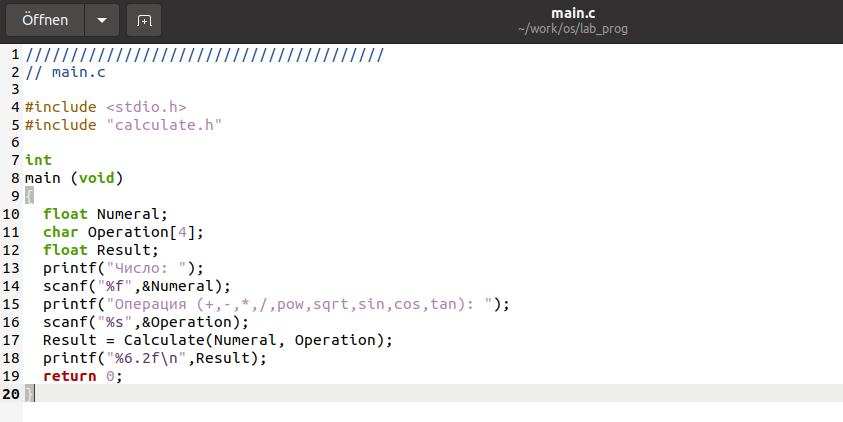 Öffnen
main.c
~/work/os/lab_prog
1 ////////////////////////////////////////
2 // main.c
3
4 #include <stdio.h>
5 #include "calculate.h"
6
7 int
8 main (void)
9 {
10   float Numeral;
11   char Operation[4];
12   float Result;
13   printf("Число: ");
14   scanf("%f",&Numeral);
15   printf("Операция (+,-,*,/,pow,sqrt,sin,cos,tan): ");
16   scanf("%s",&Operation);
17   Result = Calculate(Numeral, Operation);
18   printf("%6.2f\n",Result);
19   return 0;
20 }